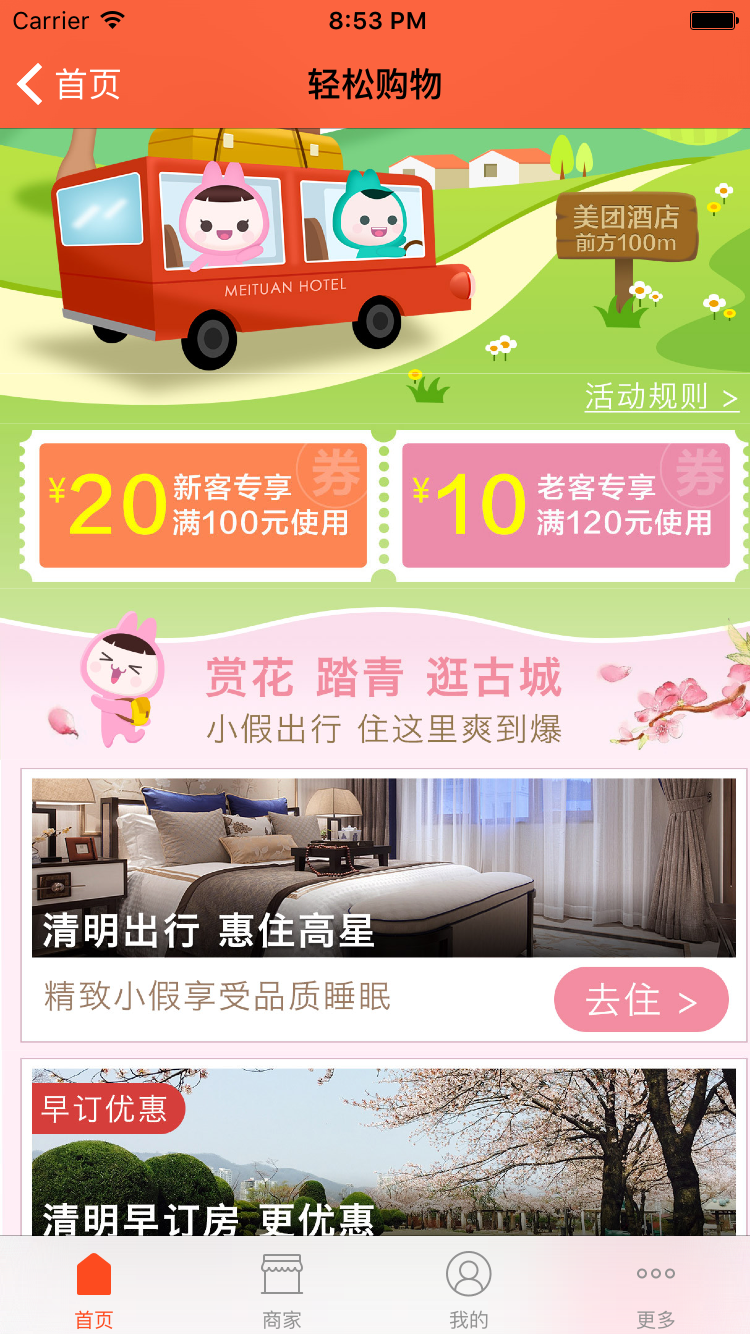 Carrier 8:53 PM
首页 轻松购物
美团酒店
前方100m
MEITUAN HOTEL
活动规则 >
¥20 新客专享 券
满100元使用
¥10 老客专享 券
满120元使用
赏花 踏青 逛古城
小假出行 住这里爽到爆
清明出行 惠住高星
精致小假享受品质睡眠
去住 >
早订优惠
清明早订房 更优惠
首页 商家 我的 更多